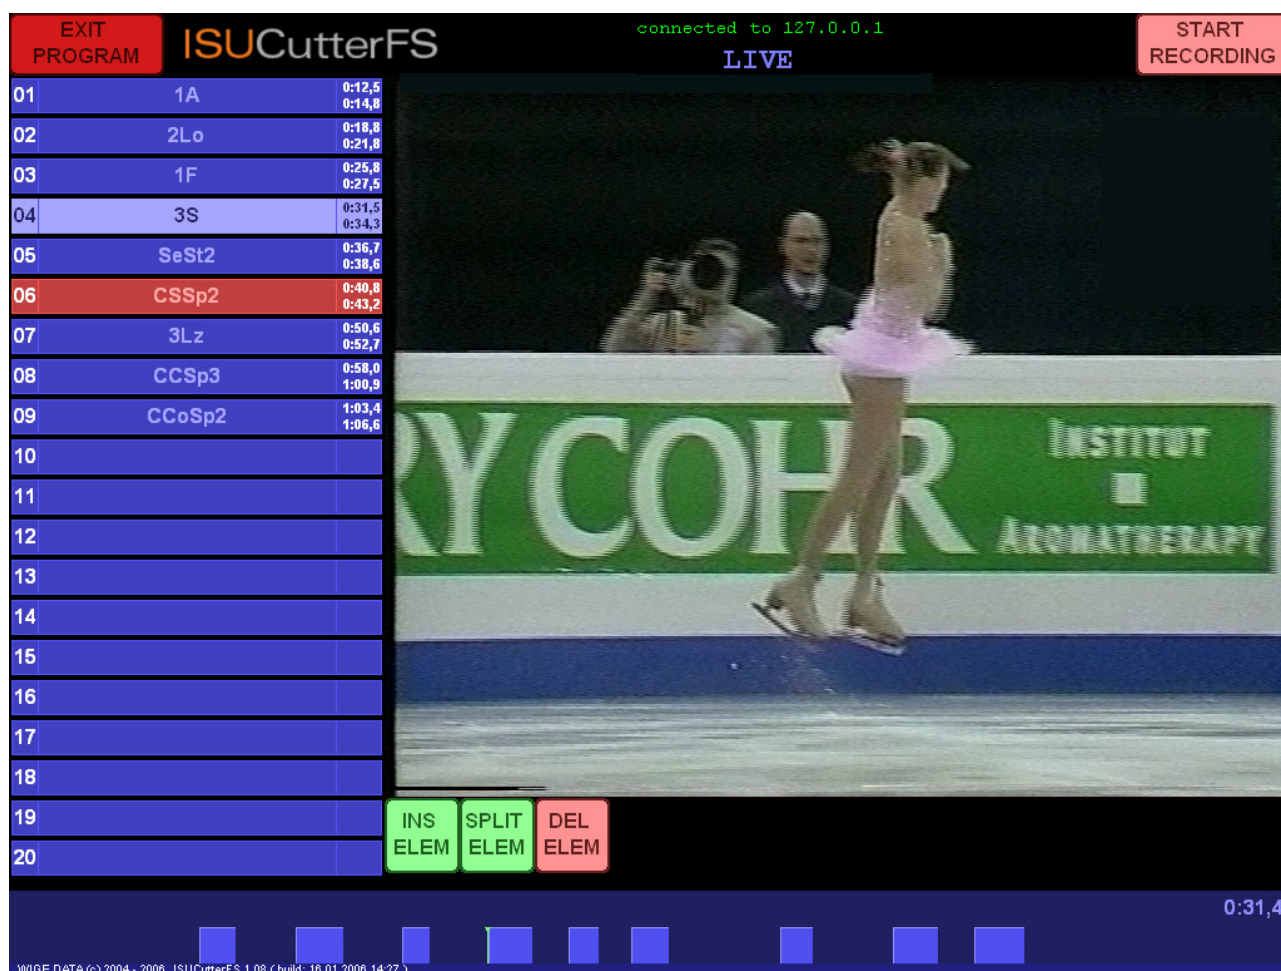 EXIT
PROGRAM
ISUCutterFS
connected to 127.0.0.1
LIVE
START
RECORDING
01 1A 0:12,5
0:14,8
02 2Lo 0:18,8
0:21,8
03 1F 0:25,8
0:27,5
04 3S 0:31,5
0:34,3
05 SeSt2 0:36,7
0:38,6
06 CSSp2 0:40,8
0:43,2
07 3Lz 0:50,6
0:52,7
08 CCSp3 0:58,0
1:00,9
09 CCoSp2 1:03,4
1:06,6
10
11
12
13
14
15
16
17
18
19
20
RY COHR
INSTITUT
AROMATHERAPY
INS
ELEM
SPLIT
ELEM
DEL
ELEM
0:31,4
WIGE DATA (c) 2004 - 2006, ISUCutterFS 1.08 ( build: 16.01.2006 14:27 )